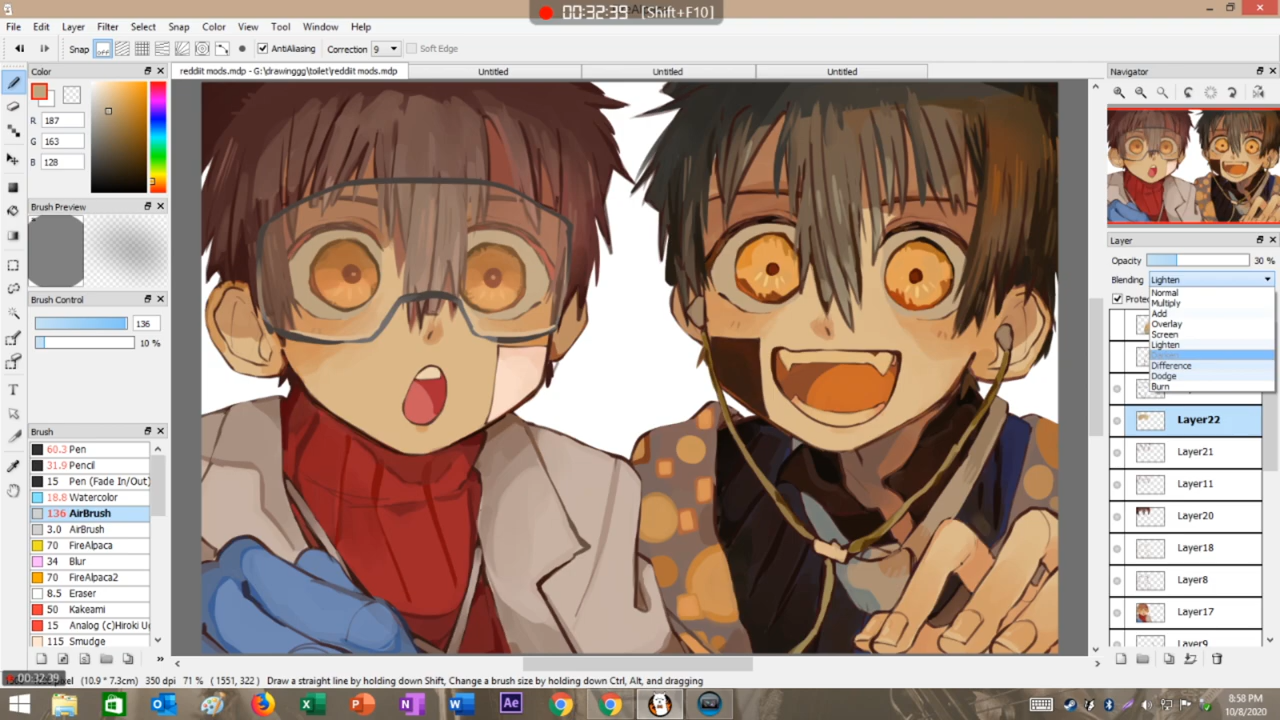 00:32:39 [Shift+F10]
File Edit Layer Filter Select Snap Color View Tool Window Help
Snap off AntiAliasing Correction 9 Soft Edge
Color
reddiit mods.mdp - G:\drawinggg\toilet\reddiit mods.mdp Untitled Untitled Untitled
Navigator
R 187
G 163
B 128
Brush Preview
Layer
Opacity 30 %
Blending Lighten
Brush Control
Protec
Normal
Multiply
Add
Overlay
Screen
Lighten
Difference
Dodge
Burn
136
10 %
Layer22
Brush
60.3 Pen
31.9 Pencil
15 Pen (Fade In/Out)
18.8 Watercolor
136 AirBrush
3.0 AirBrush
70 FireAlpaca
34 Blur
70 FireAlpaca2
8.5 Eraser
50 Kakeami
15 Analog (c)Hiroki U
115 Smudge
Layer21
Layer11
Layer20
Layer18
Layer8
Layer17
Layer9
00:32:39
pixel (10.9 * 7.3cm) 350 dpi 71 % (1551, 322) Draw a straight line by holding down Shift, Change a brush size by holding down Ctrl, Alt, and dragging
8:58 PM
10/8/2020